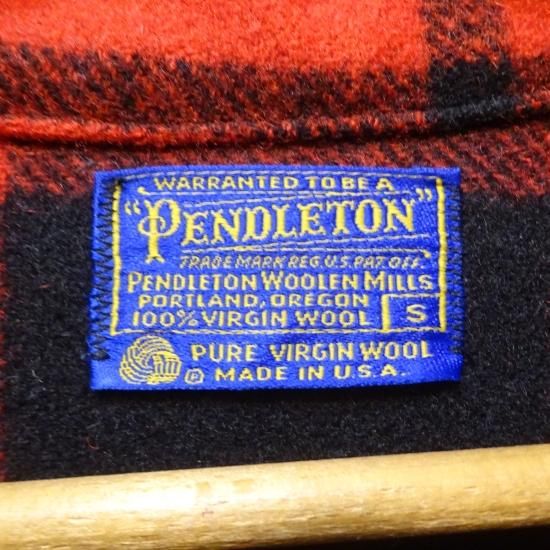 WARRANTED TO BE A
"PENDLETON"
TRADE MARK REG. U.S. PAT. OFF
PENDLETON WOOLEN MILLS
PORTLAND, OREGON
100% VIRGIN WOOL S
PURE VIRGIN WOOL
Ⓟ MADE IN U.S.A.